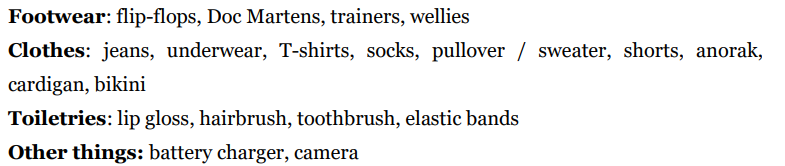 Footwear: flip-flops, Doc Martens, trainers, wellies
Clothes: jeans, underwear, T-shirts, socks, pullover / sweater, shorts, anorak,
cardigan, bikini
Toiletries: lip gloss, hairbrush, toothbrush, elastic bands
Other things: battery charger, camera